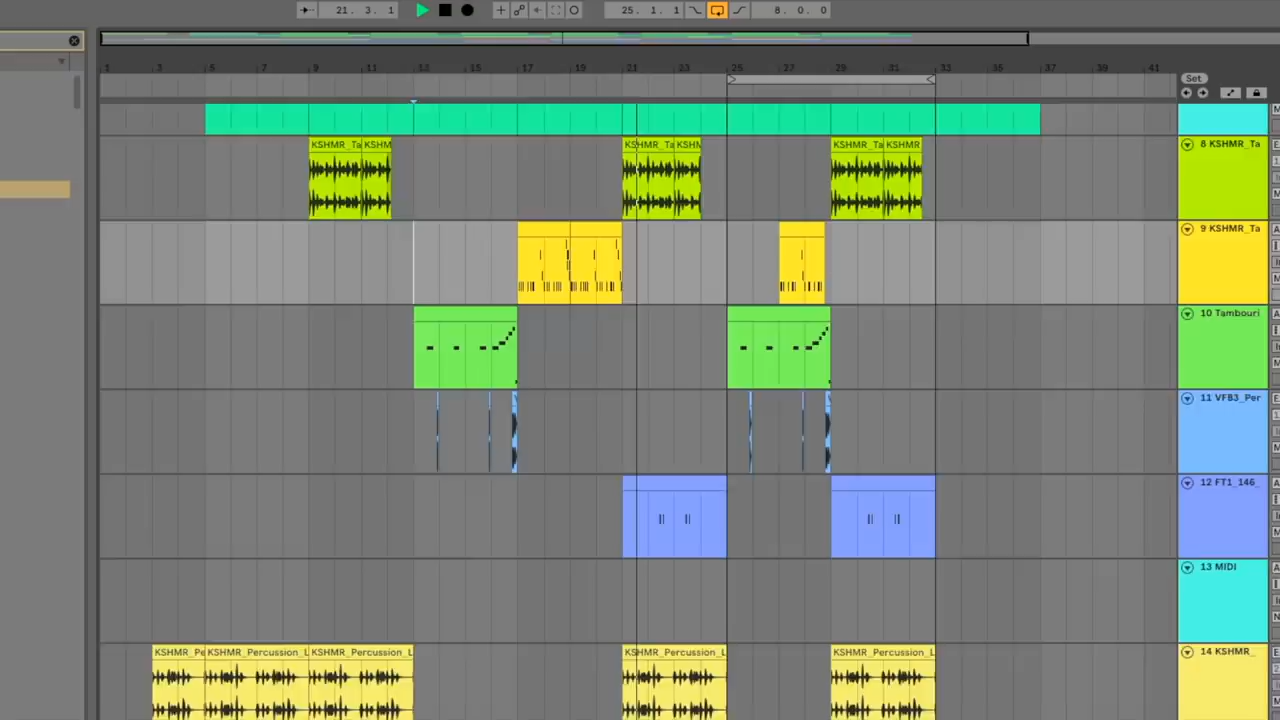 21. 3. 1
25. 1. 1
8. 0. 0
1 3 5 7 9 11 13 15 17 19 21 23 25 27 29 31 33 35 37 39 41
Set
KSHMR_Ta KSHM
KSHMR_Ta KSHM
KSHMR_Ta KSHMR
8 KSHMR_Ta
9 KSHMR_Ta
10 Tambouri
11 VFB3_Per
12 FT1_146_
13 MIDI
KSHMR_Pe KSHMR_Percussion_L KSHMR_Percussion_L
KSHMR_Percussion_L
KSHMR_Percussion_L
14 KSHMR_